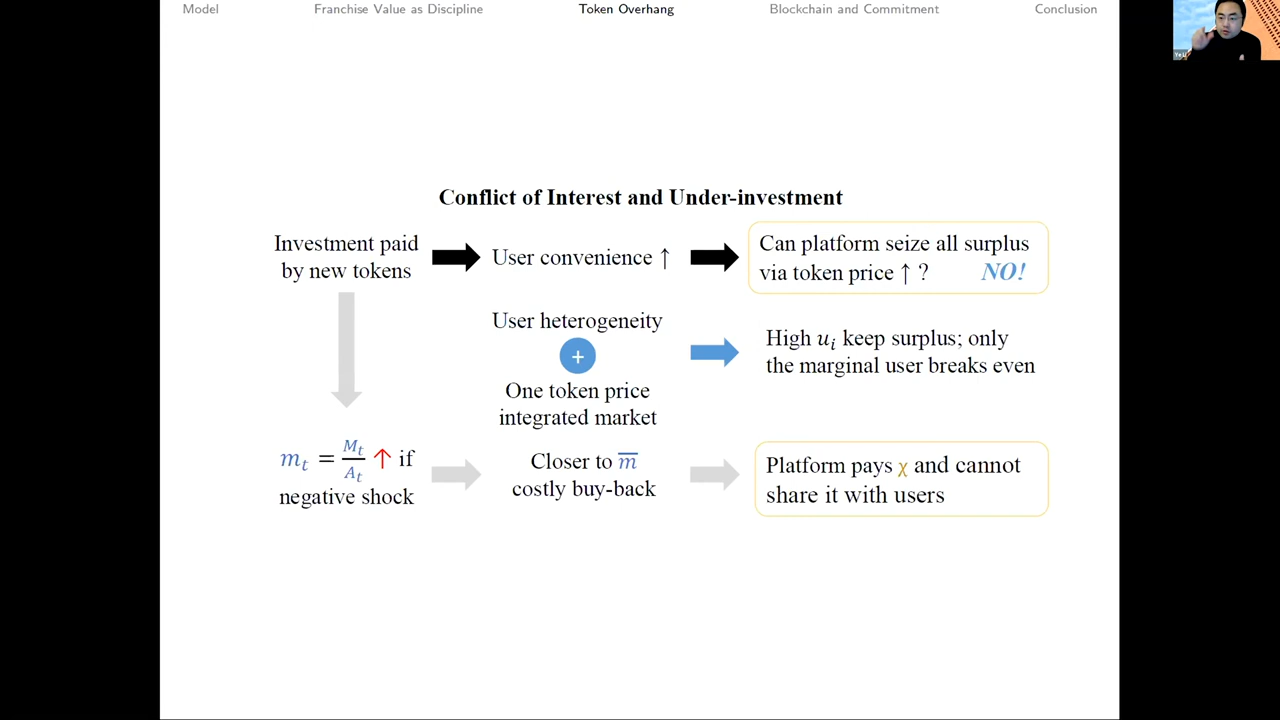 Model Franchise Value as Discipline Token Overhang Blockchain and Commitment Conclusion
Conflict of Interest and Under-investment
Investment paid
by new tokens
User convenience ↑
Can platform seize all surplus
via token price ↑ ? NO!
User heterogeneity
+
One token price
integrated market
High u_i keep surplus; only
the marginal user breaks even
m_t = M_t/A_t ↑ if
negative shock
Closer to m̅
costly buy-back
Platform pays χ and cannot
share it with users